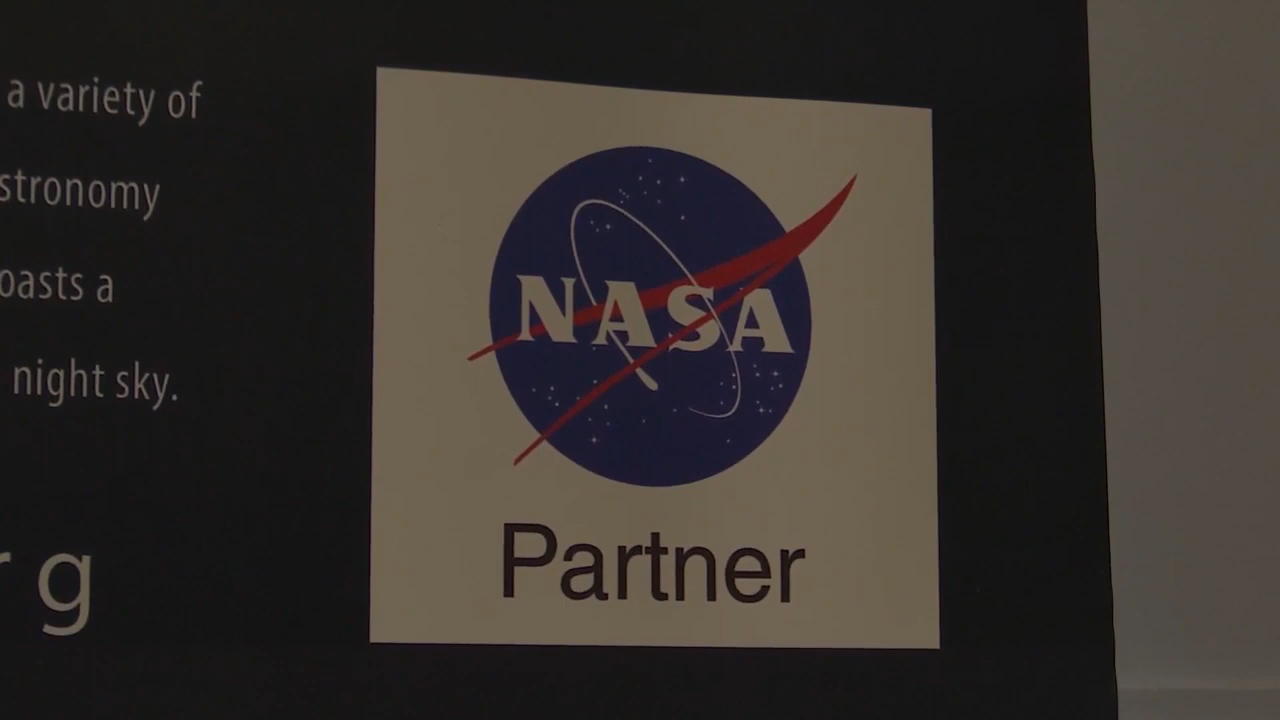 a variety of
stronomy
oasts a
night sky.
r g
NASA
Partner